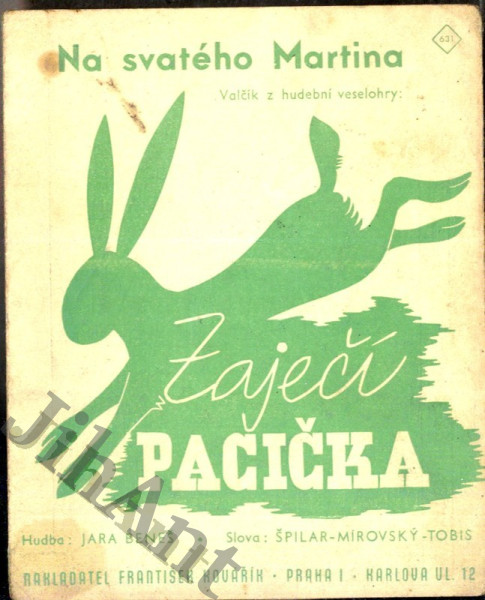 631
Na svatého Martina
Valčík z hudební veselohry:
Zaječí
PACIČKA
Hudba: JARA BENEŠ • Slova: ŠPILAR-MÍROVSKÝ-TOBIS
NAKLADATEL FRANTIŠEK KOVAŘÍK · PRAHA I · KARLOVA UL. 12
JihAnt